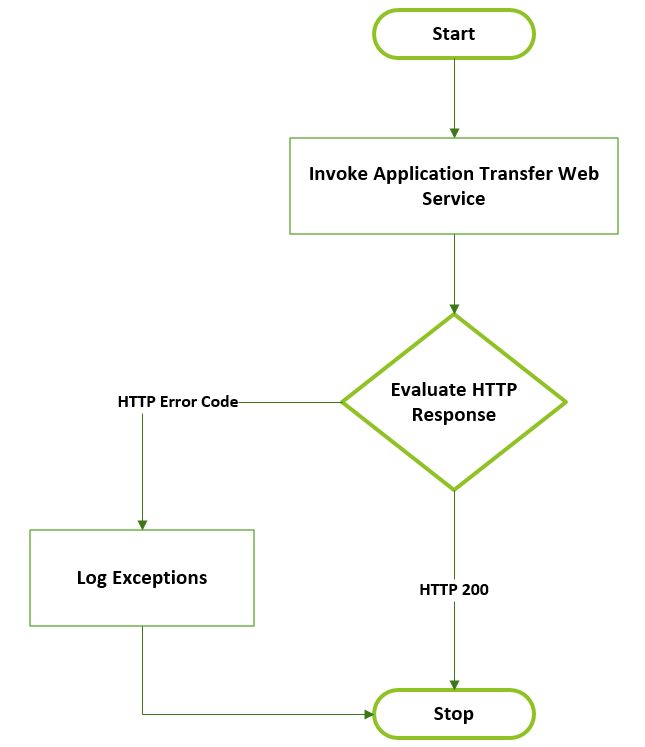 Start
Invoke Application Transfer Web
Service
Evaluate HTTP
Response
HTTP Error Code
Log Exceptions
HTTP 200
Stop